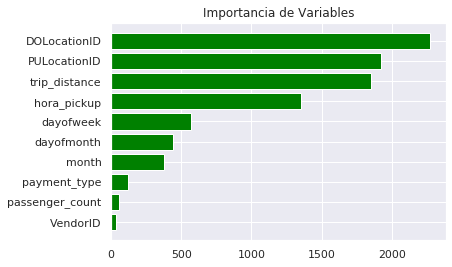 Importancia de Variables
DOLocationID
PULocationID
trip_distance
hora_pickup
dayofweek
dayofmonth
month
payment_type
passenger_count
VendorID
0 500 1000 1500 2000